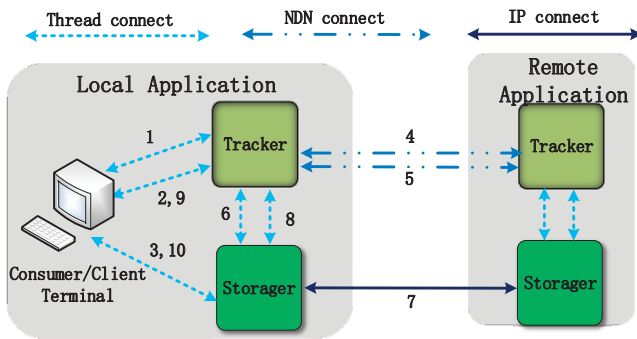 Thread connect
NDN connect
IP connect
Local Application
Remote
Application
1
Tracker
4
Tracker
2,9
5
6
8
3,10
Consumer/Client
Terminal
Storager
7
Storager